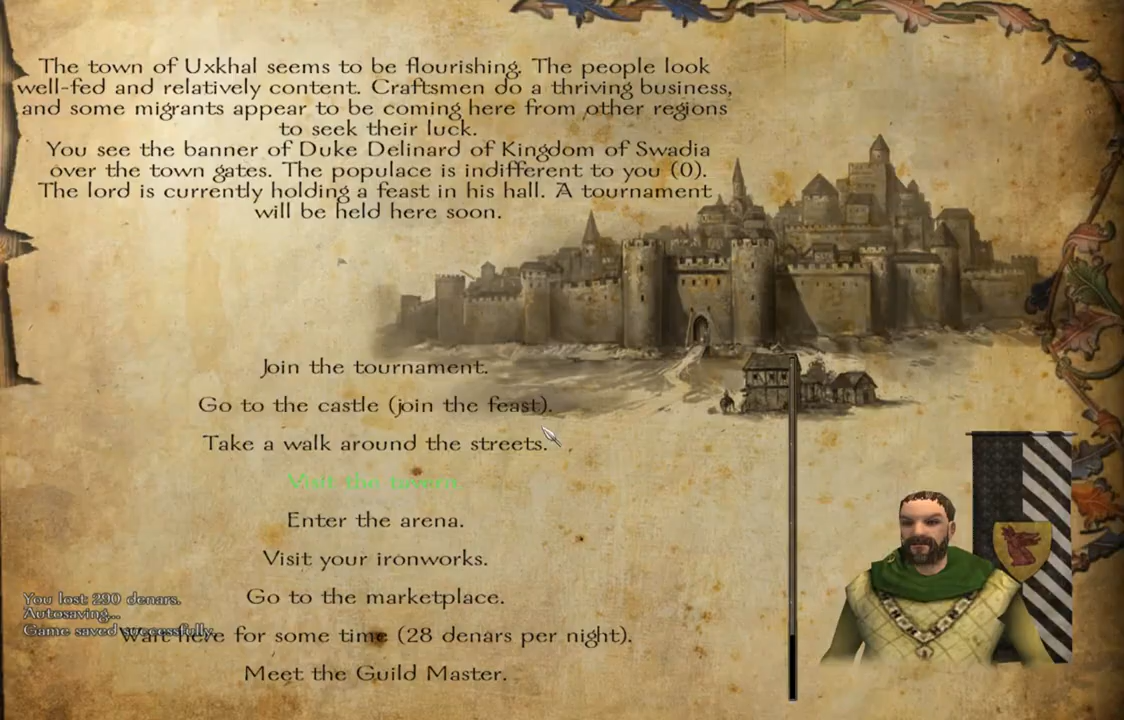 The town of Uxkhal seems to be flourishing. The people look
well-fed and relatively content. Craftsmen do a thriving business,
and some migrants appear to be coming here from other regions
to seek their luck.
You see the banner of Duke Delinard of Kingdom of Swadia
over the town gates. The populace is indifferent to you (0).
The lord is currently holding a feast in his hall. A tournament
will be held here soon.
Join the tournament.
Go to the castle (join the feast).
Take a walk around the streets.
Visit the tavern.
Enter the arena.
Visit your ironworks.
Go to the marketplace.
You lost 290 denars.
Autosaving...
Game saved successfully.
Wait here for some time (28 denars per night).
Meet the Guild Master.